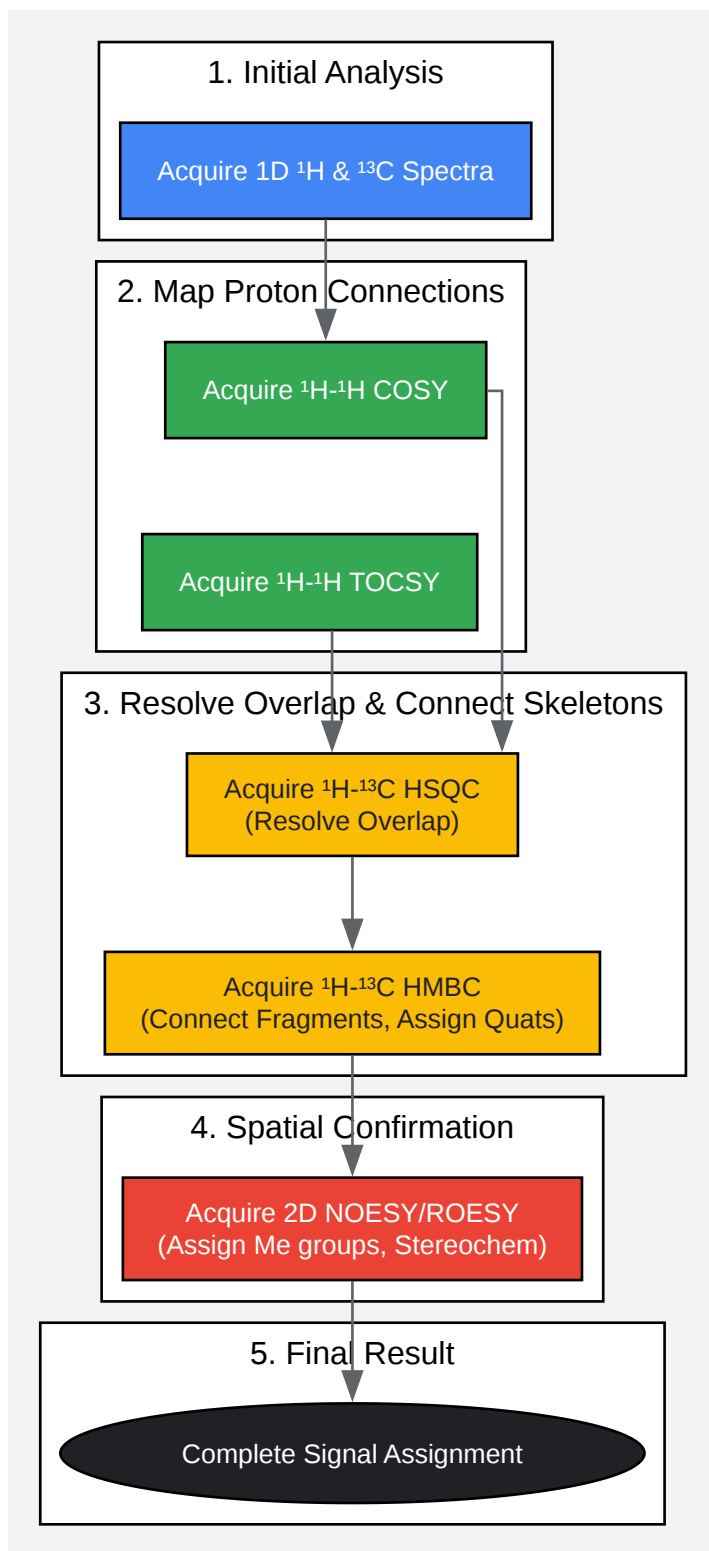 1. Initial Analysis
Acquire 1D ¹H & ¹³C Spectra
2. Map Proton Connections
Acquire ¹H-¹H COSY
Acquire ¹H-¹H TOCSY
3. Resolve Overlap & Connect Skeletons
Acquire ¹H-¹³C HSQC
(Resolve Overlap)
Acquire ¹H-¹³C HMBC
(Connect Fragments, Assign Quats)
4. Spatial Confirmation
Acquire 2D NOESY/ROESY
(Assign Me groups, Stereochem)
5. Final Result
Complete Signal Assignment